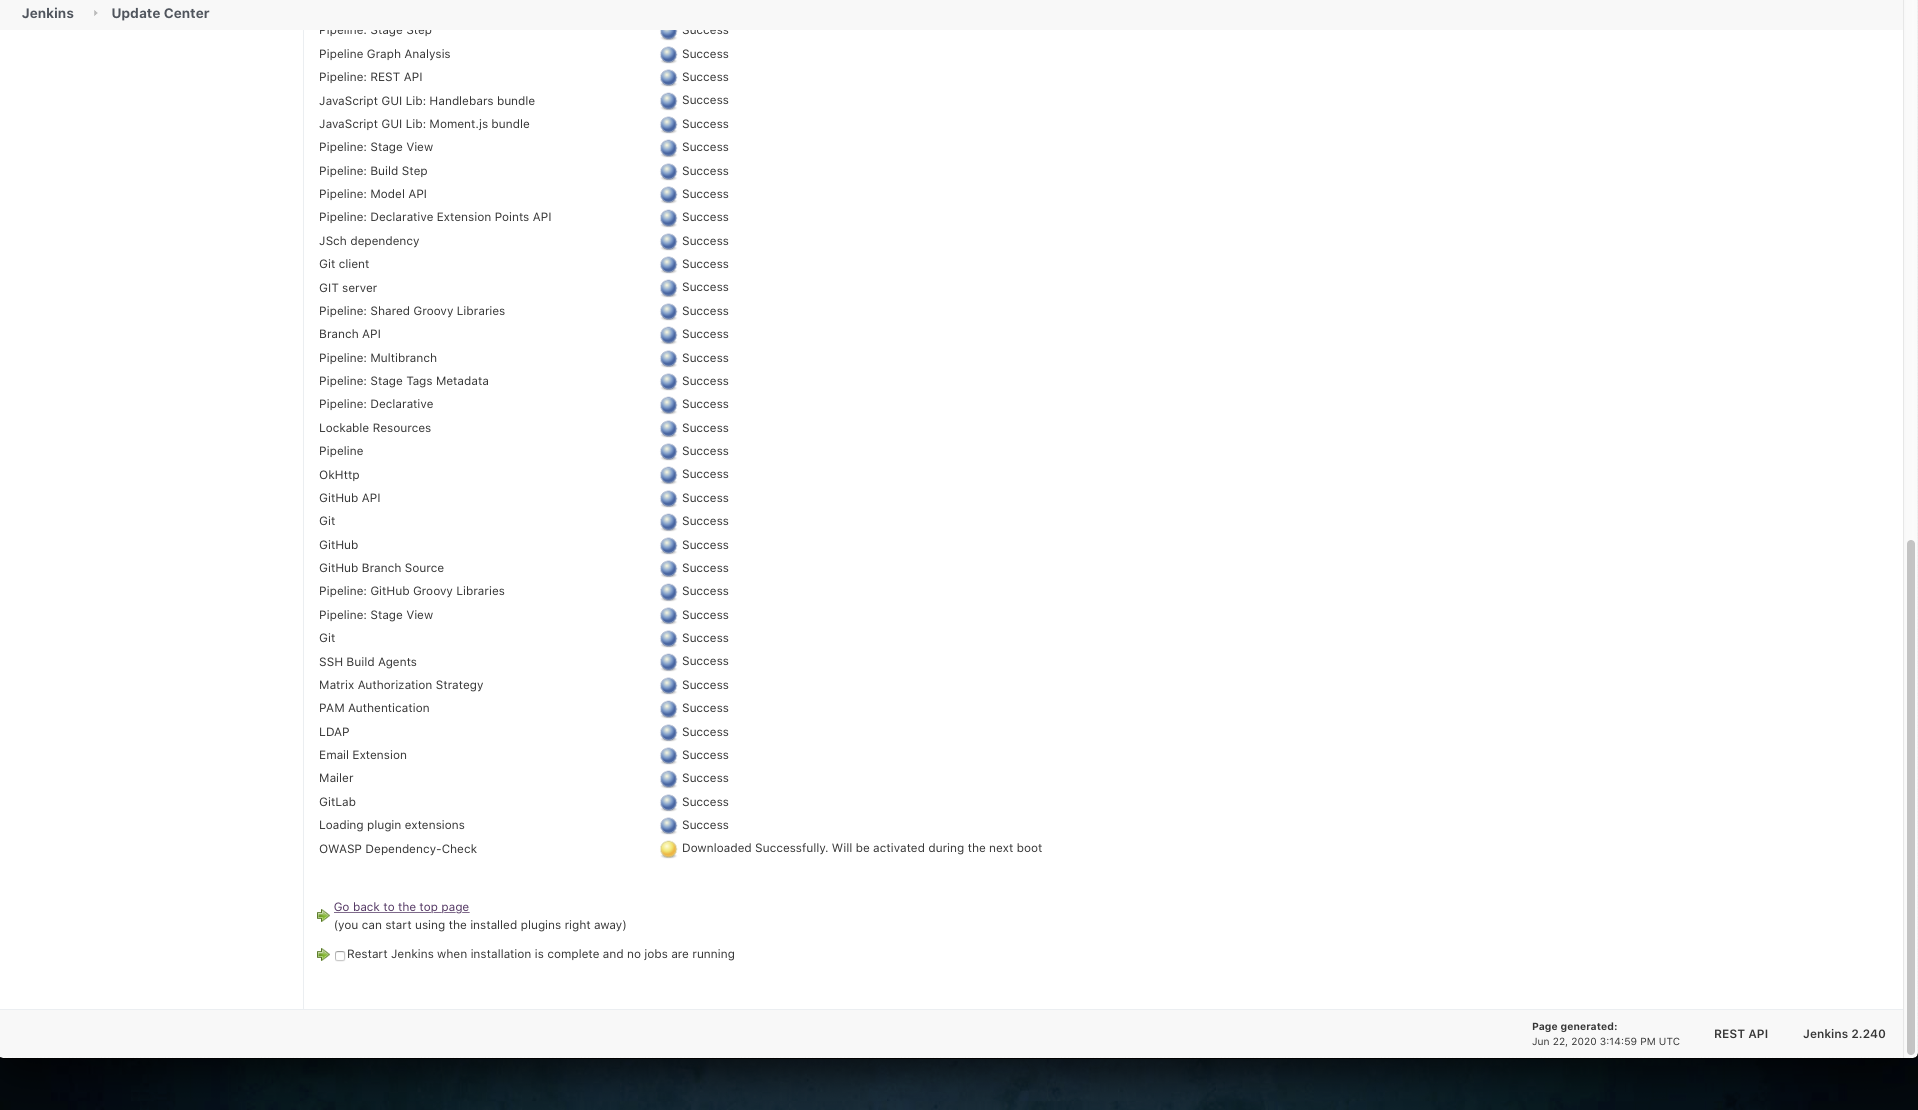 Jenkins Update Center
Pipeline: Stage Step Success
Pipeline Graph Analysis Success
Pipeline: REST API Success
JavaScript GUI Lib: Handlebars bundle Success
JavaScript GUI Lib: Moment.js bundle Success
Pipeline: Stage View Success
Pipeline: Build Step Success
Pipeline: Model API Success
Pipeline: Declarative Extension Points API Success
JSch dependency Success
Git client Success
GIT server Success
Pipeline: Shared Groovy Libraries Success
Branch API Success
Pipeline: Multibranch Success
Pipeline: Stage Tags Metadata Success
Pipeline: Declarative Success
Lockable Resources Success
Pipeline Success
OkHttp Success
GitHub API Success
Git Success
GitHub Success
GitHub Branch Source Success
Pipeline: GitHub Groovy Libraries Success
Pipeline: Stage View Success
Git Success
SSH Build Agents Success
Matrix Authorization Strategy Success
PAM Authentication Success
LDAP Success
Email Extension Success
Mailer Success
GitLab Success
Loading plugin extensions Success
OWASP Dependency-Check Downloaded Successfully. Will be activated during the next boot
Go back to the top page
(you can start using the installed plugins right away)
Restart Jenkins when installation is complete and no jobs are running
Page generated:
Jun 22, 2020 3:14:59 PM UTC
REST API Jenkins 2.240